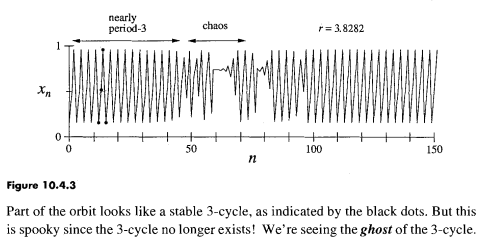 nearly
period-3
chaos
r = 3.8282
1
xn
0
0 50 100 150
n
Figure 10.4.3
Part of the orbit looks like a stable 3-cycle, as indicated by the black dots. But this
is spooky since the 3-cycle no longer exists! We're seeing the ghost of the 3-cycle.